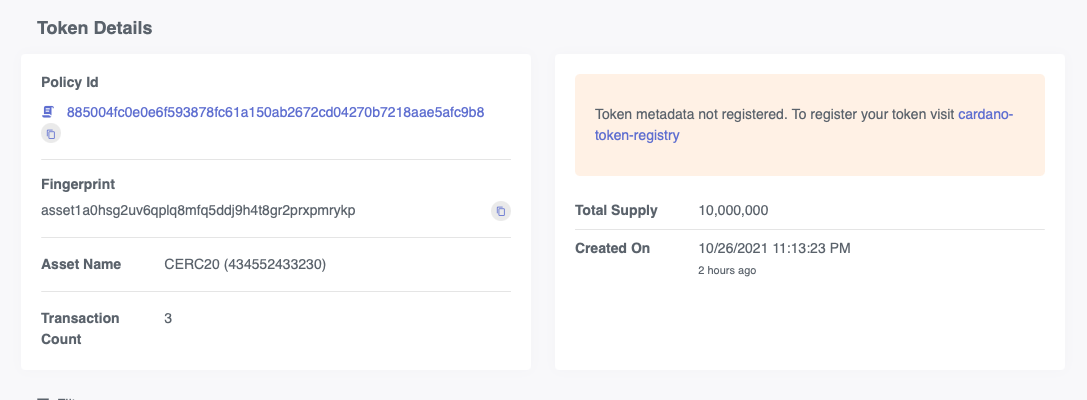 Token Details
Policy Id
885004fc0e0e6f593878fc61a150ab2672cd04270b7218aae5afc9b8
Fingerprint
asset1a0hsg2uv6qplq8mfq5ddj9h4t8gr2prxpmrykp
Asset Name CERC20 (434552433230)
Transaction Count 3
Token metadata not registered. To register your token visit cardano-
token-registry
Total Supply 10,000,000
Created On 10/26/2021 11:13:23 PM
2 hours ago